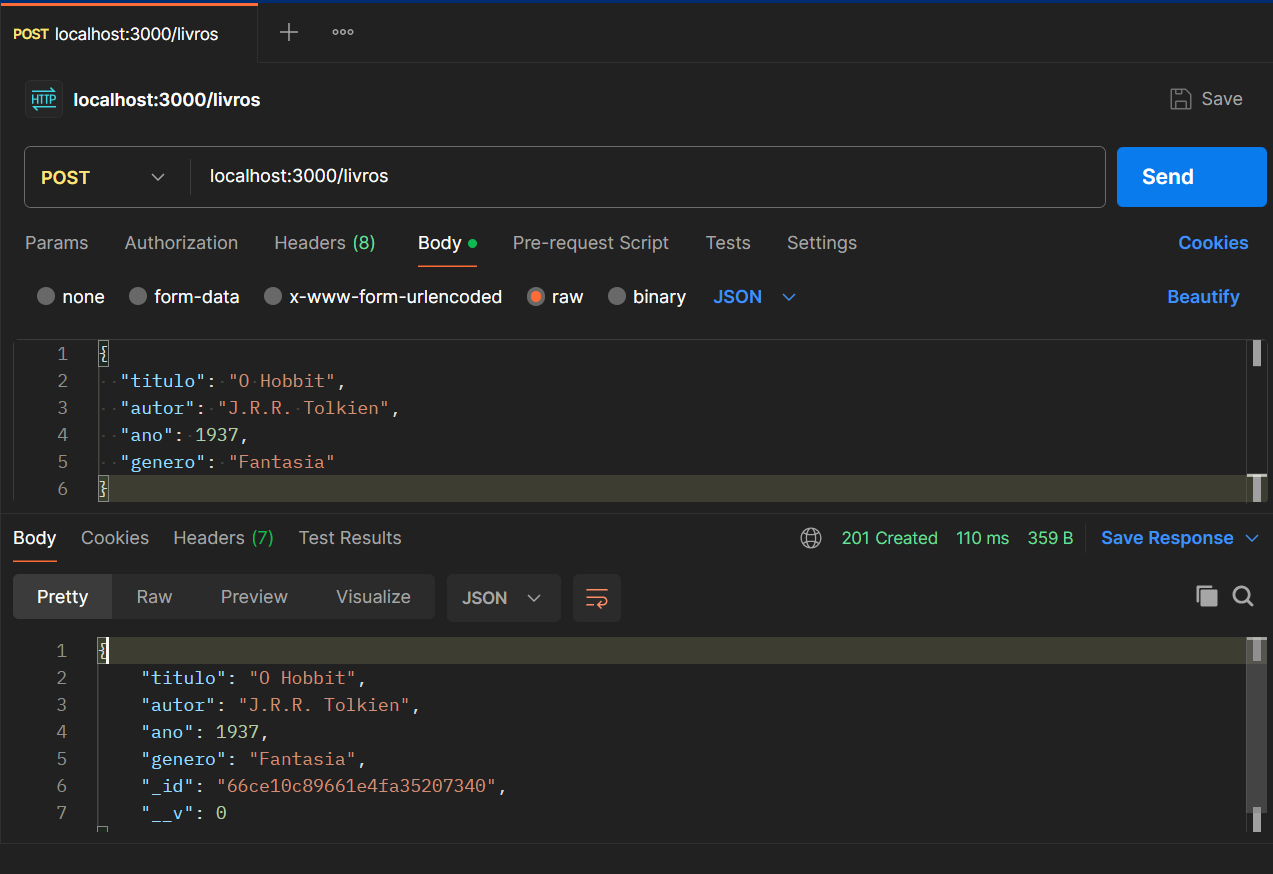 POST localhost:3000/livros
HTTP localhost:3000/livros Save
POST localhost:3000/livros Send
Params Authorization Headers (8) Body Pre-request Script Tests Settings Cookies
none form-data x-www-form-urlencoded raw binary JSON Beautify
1 {
2 "titulo": "O Hobbit",
3 "autor": "J.R.R. Tolkien",
4 "ano": 1937,
5 "genero": "Fantasia"
6 }
Body Cookies Headers (7) Test Results 201 Created 110 ms 359 B Save Response
Pretty Raw Preview Visualize JSON
1 {
2 "titulo": "O Hobbit",
3 "autor": "J.R.R. Tolkien",
4 "ano": 1937,
5 "genero": "Fantasia",
6 "_id": "66ce10c89661e4fa35207340",
7 "__v": 0